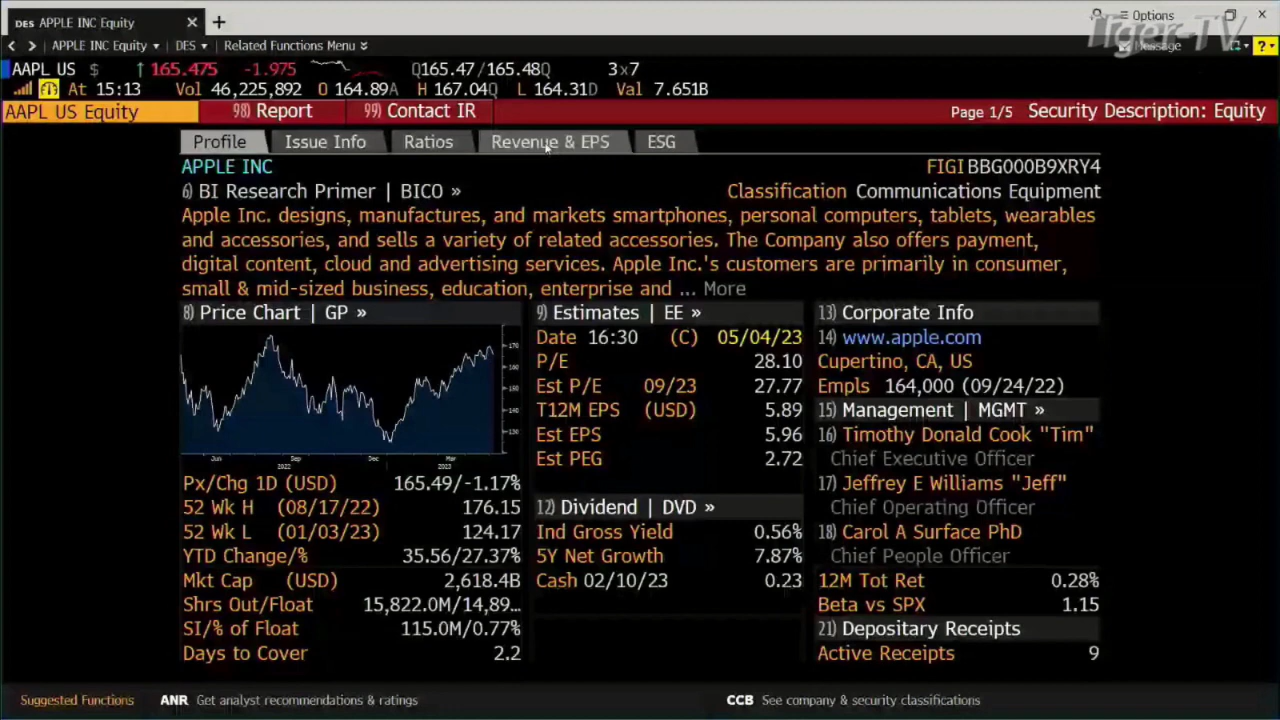 DES APPLE INC Equity × +
Options
Tiger-TV
< > APPLE INC Equity ▾ DES ▾ Related Functions Menu
Message ?
AAPL US $ ↑ 165.475 -1.975 Q165.47/165.48Q 3x7
At 15:13 Vol 46,225,892 O 164.89A H 167.04Q L 164.31D Val 7.651B
AAPL US Equity 98) Report 99) Contact IR Page 1/5 Security Description: Equity
Profile Issue Info Ratios Revenue & EPS ESG
APPLE INC FIGI BBG000B9XRY4
6) BI Research Primer | BICO » Classification Communications Equipment
Apple Inc. designs, manufactures, and markets smartphones, personal computers, tablets, wearables
and accessories, and sells a variety of related accessories. The Company also offers payment,
digital content, cloud and advertising services. Apple Inc.'s customers are primarily in consumer,
small & mid-sized business, education, enterprise and ... More
8) Price Chart | GP »
170
160
150
140
130
Jun Sep Dec Mar
2022 2023
Px/Chg 1D (USD) 165.49/-1.17%
52 Wk H (08/17/22) 176.15
52 Wk L (01/03/23) 124.17
YTD Change/% 35.56/27.37%
Mkt Cap (USD) 2,618.4B
Shrs Out/Float 15,822.0M/14,89...
SI/% of Float 115.0M/0.77%
Days to Cover 2.2
9) Estimates | EE »
Date 16:30 (C) 05/04/23
P/E 28.10
Est P/E 09/23 27.77
T12M EPS (USD) 5.89
Est EPS 5.96
Est PEG 2.72
12) Dividend | DVD »
Ind Gross Yield 0.56%
5Y Net Growth 7.87%
Cash 02/10/23 0.23
13) Corporate Info
14) www.apple.com
Cupertino, CA, US
Empls 164,000 (09/24/22)
15) Management | MGMT »
16) Timothy Donald Cook "Tim"
Chief Executive Officer
17) Jeffrey E Williams "Jeff"
Chief Operating Officer
18) Carol A Surface PhD
Chief People Officer
12M Tot Ret 0.28%
Beta vs SPX 1.15
21) Depositary Receipts
Active Receipts 9
Suggested Functions ANR Get analyst recommendations & ratings CCB See company & security classifications